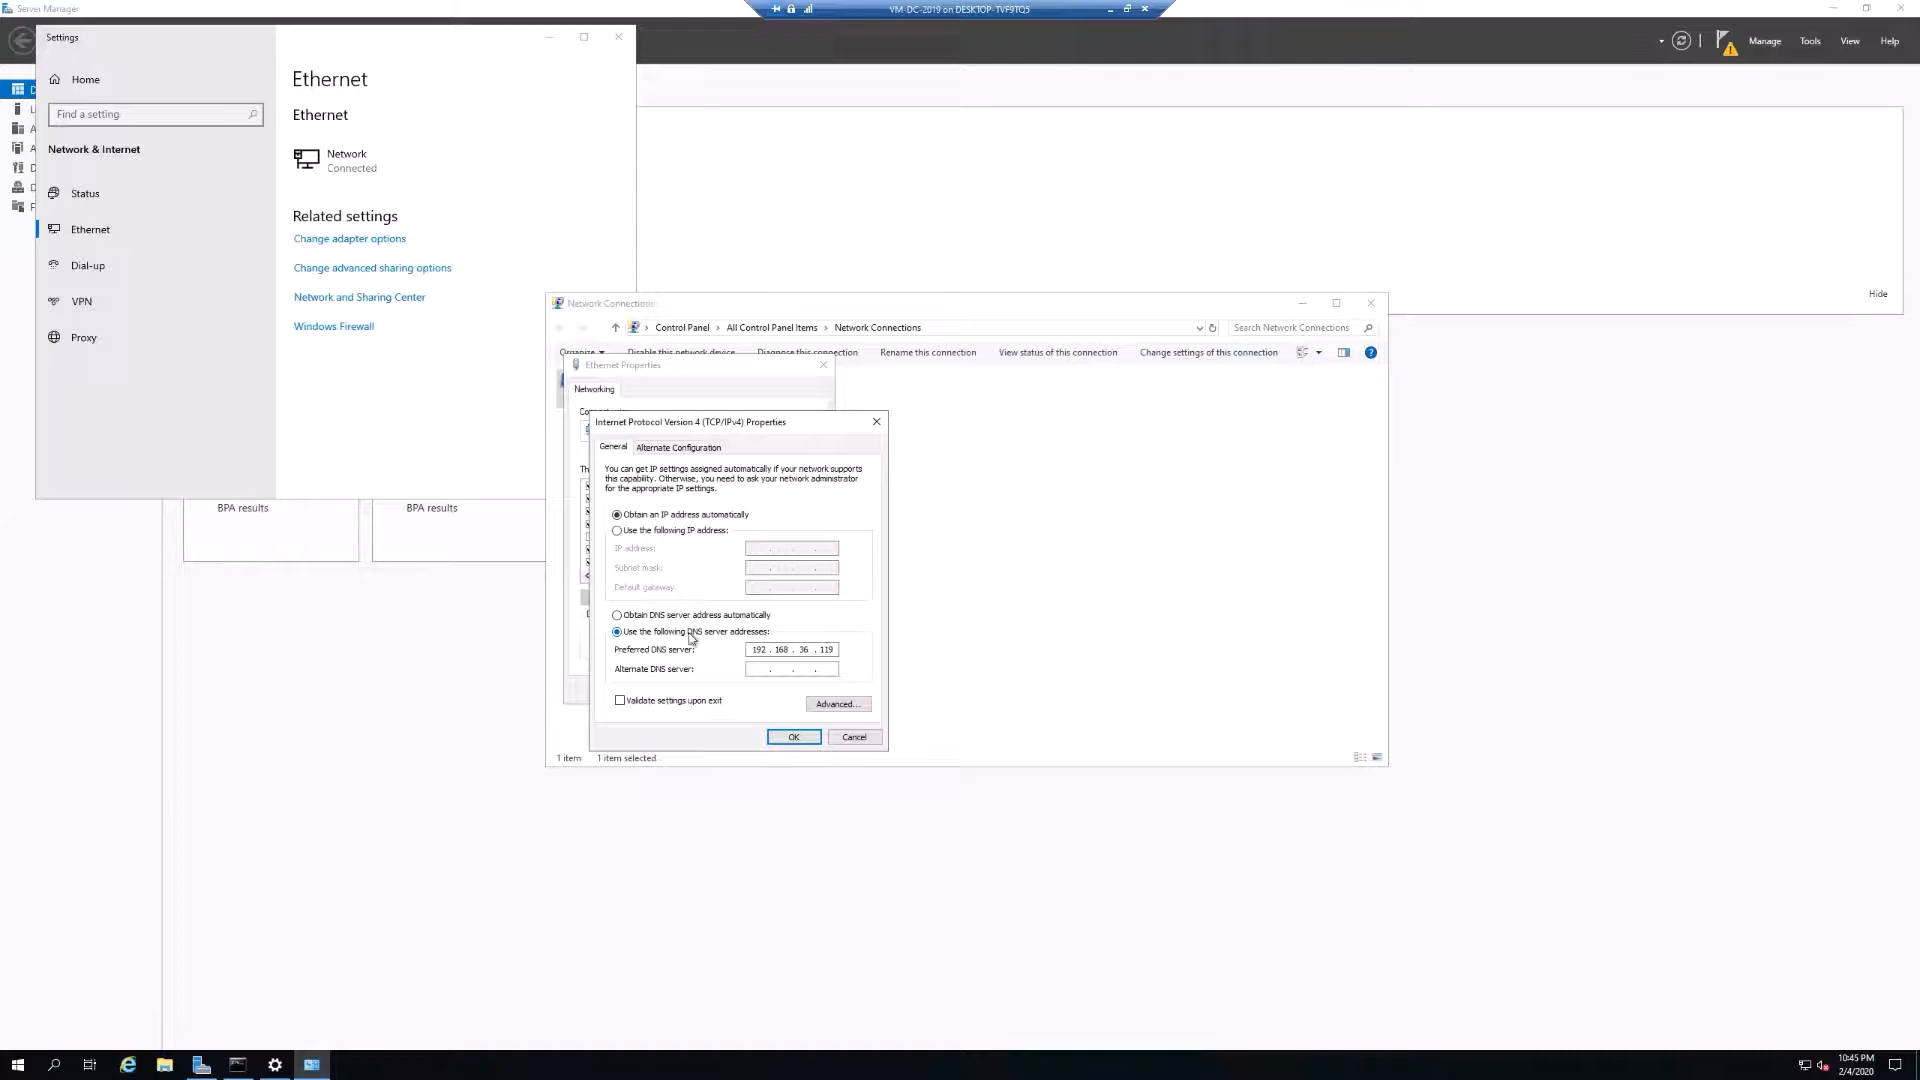 Server Manager
VM-DC-2019 on DESKTOP-TVF9TQ5
Manage
Tools
View
Help
Settings
Home
Find a setting
Network & Internet
Status
Ethernet
Dial-up
VPN
Proxy
Ethernet
Ethernet
Network
Connected
Related settings
Change adapter options
Change advanced sharing options
Network and Sharing Center
Windows Firewall
Hide
BPA results
BPA results
Network Connections
Control Panel › All Control Panel Items › Network Connections
Search Network Connections
Organize
Disable this network device
Diagnose this connection
Rename this connection
View status of this connection
Change settings of this connection
Ethernet Properties
Networking
Internet Protocol Version 4 (TCP/IPv4) Properties
General
Alternate Configuration
You can get IP settings assigned automatically if your network supports
this capability. Otherwise, you need to ask your network administrator
for the appropriate IP settings.
Obtain an IP address automatically
Use the following IP address:
IP address:
Subnet mask:
Default gateway:
Obtain DNS server address automatically
Use the following DNS server addresses:
Preferred DNS server: 192 . 168 . 36 . 119
Alternate DNS server:
Validate settings upon exit
Advanced...
OK
Cancel
1 item
1 item selected
10:45 PM
2/4/2020